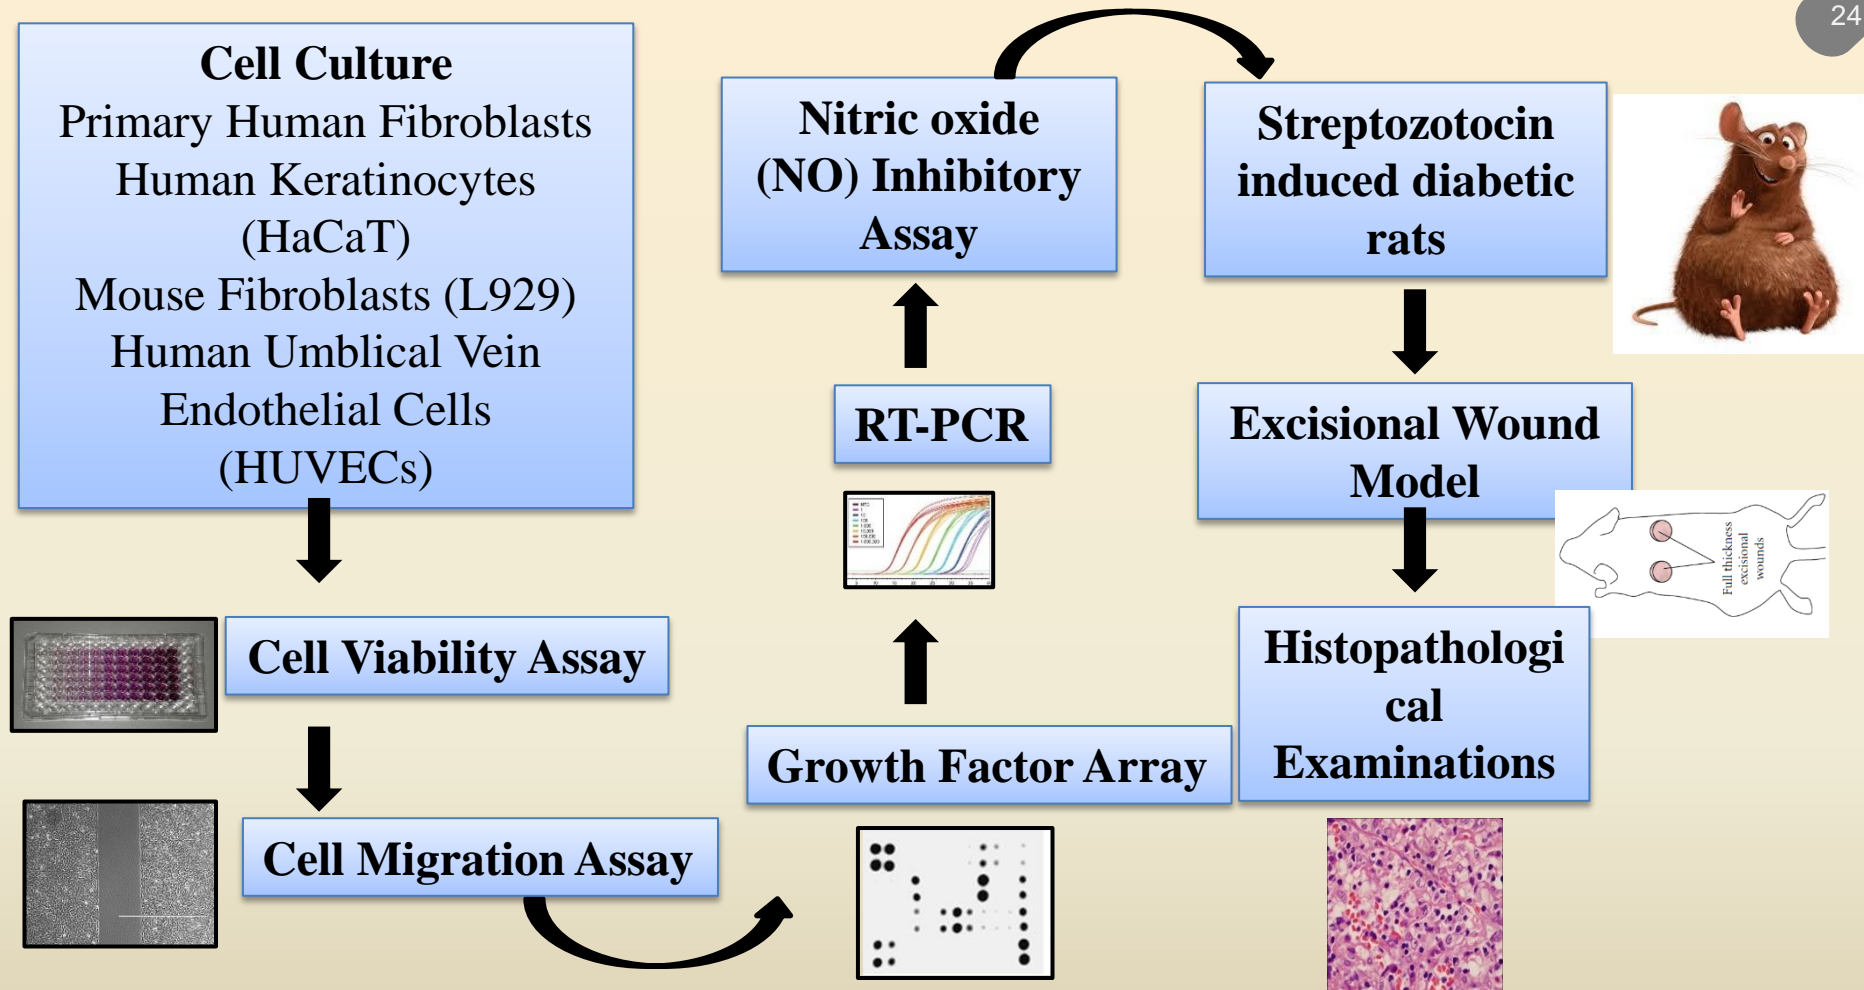 24
Cell Culture
Primary Human Fibroblasts
Human Keratinocytes
(HaCaT)
Mouse Fibroblasts (L929)
Human Umblical Vein
Endothelial Cells
(HUVECs)
Cell Viability Assay
Cell Migration Assay
Growth Factor Array
RT-PCR
Nitric oxide
(NO) Inhibitory
Assay
Streptozotocin
induced diabetic
rats
Excisional Wound
Model
Full thickness
excisional
wounds
Histopathologi
cal
Examinations